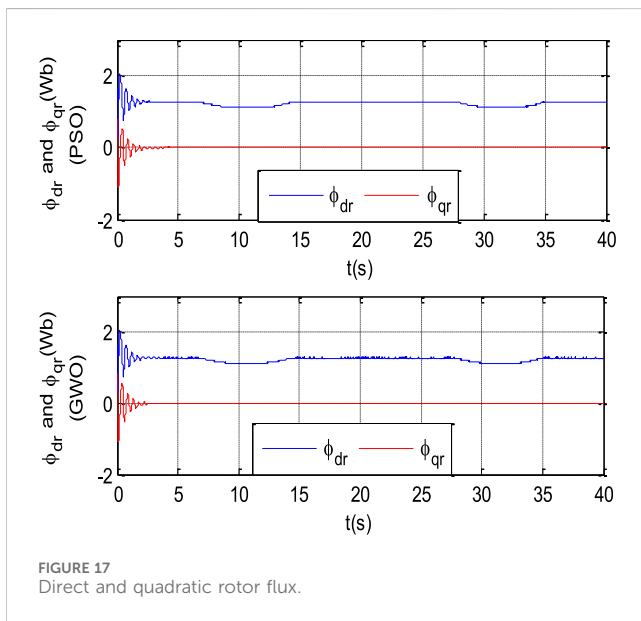 ϕdr and ϕqr(Wb)
(PSO)
2
0
-2
ϕdr
ϕqr
0 5 10 15 20 25 30 35 40
t(s)
ϕdr and ϕqr(Wb)
(GWO)
2
0
-2
ϕdr
ϕqr
0 5 10 15 20 25 30 35 40
t(s)
FIGURE 17
Direct and quadratic rotor flux.